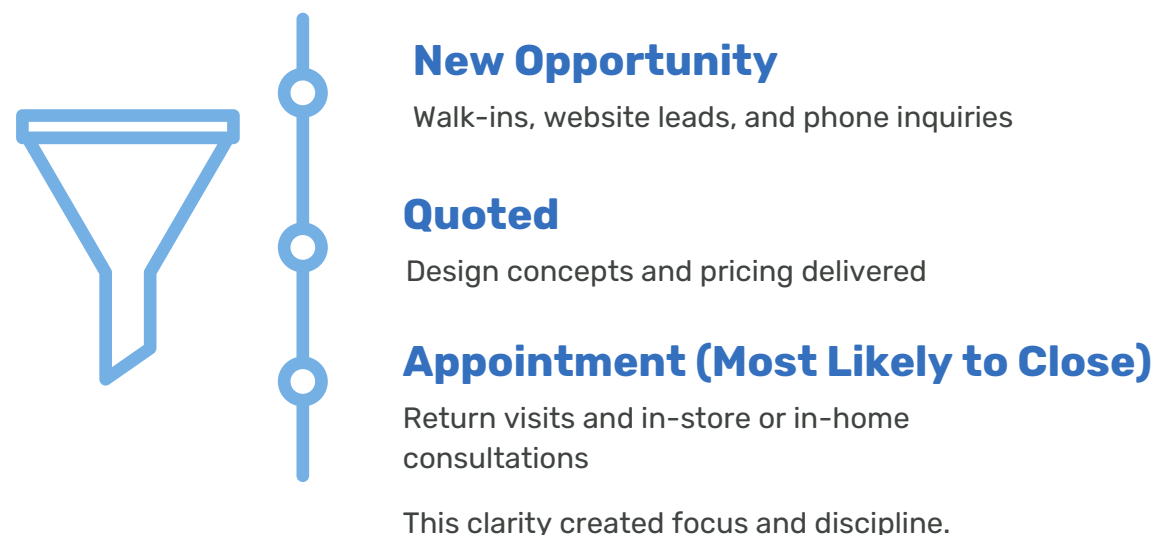 New Opportunity
Walk-ins, website leads, and phone inquiries
Quoted
Design concepts and pricing delivered
Appointment (Most Likely to Close)
Return visits and in-store or in-home
consultations
This clarity created focus and discipline.